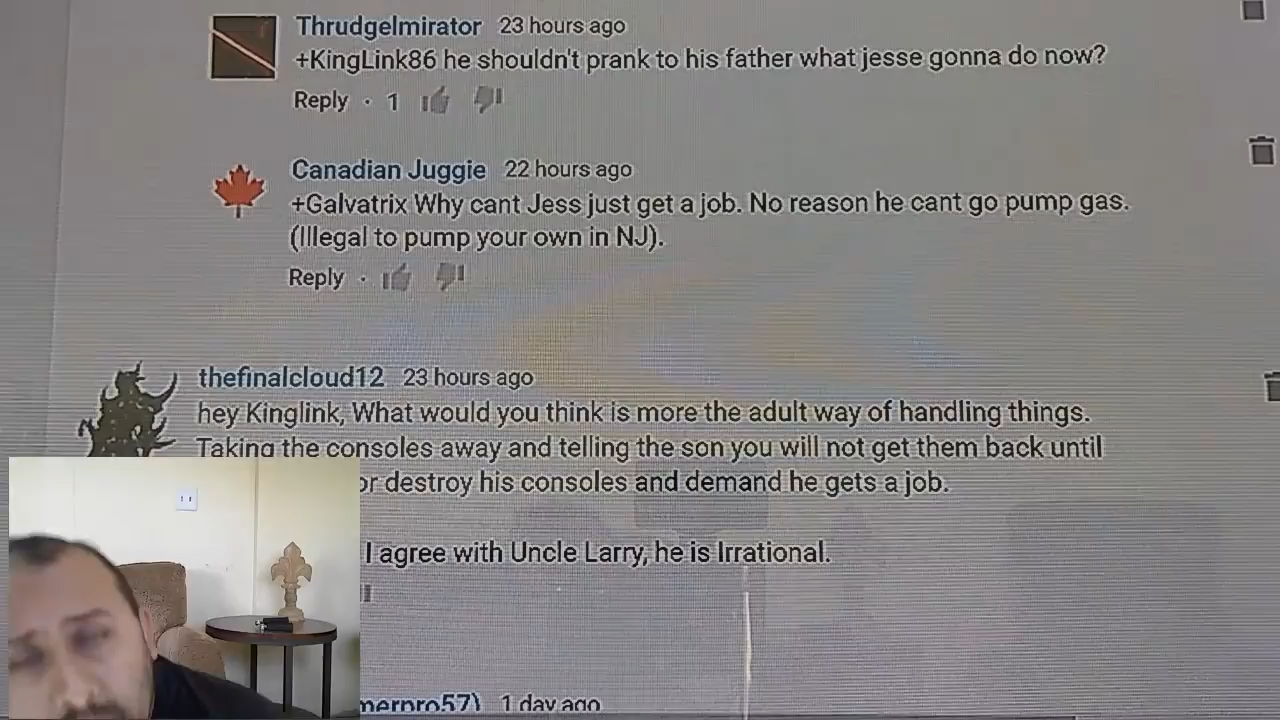 Thrudgelmirator 23 hours ago
+KingLink86 he shouldn't prank to his father what jesse gonna do now?
Reply · 1
Canadian Juggie 22 hours ago
+Galvatrix Why cant Jess just get a job. No reason he cant go pump gas.
(Illegal to pump your own in NJ).
Reply ·
thefinalcloud12 23 hours ago
hey Kinglink, What would you think is more the adult way of handling things.
Taking the consoles away and telling the son you will not get them back until
or destroy his consoles and demand he gets a job.
I agree with Uncle Larry, he is Irrational.
merpro57) 1 day ago